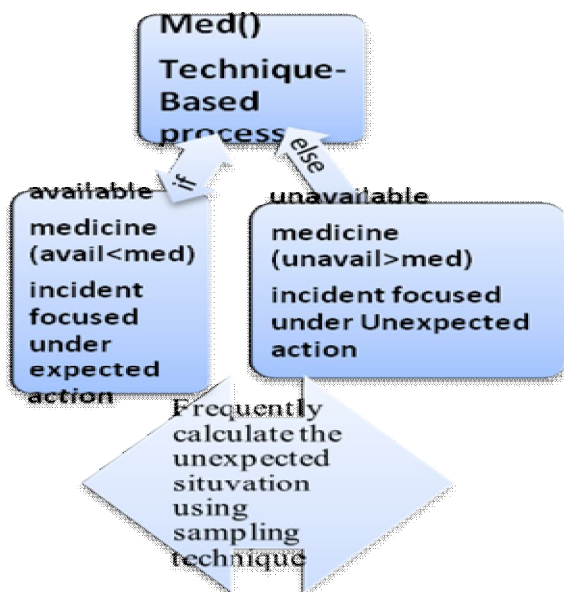 Med()
Technique-
Based
process
if
else
available
medicine
(avail<med)
incident
focused
under
expected
action
unavailable
medicine
(unavail>med)
incident focused
under Unexpected
action
Frequently
calculate the
unexpected
situvation
using
sampling
technique